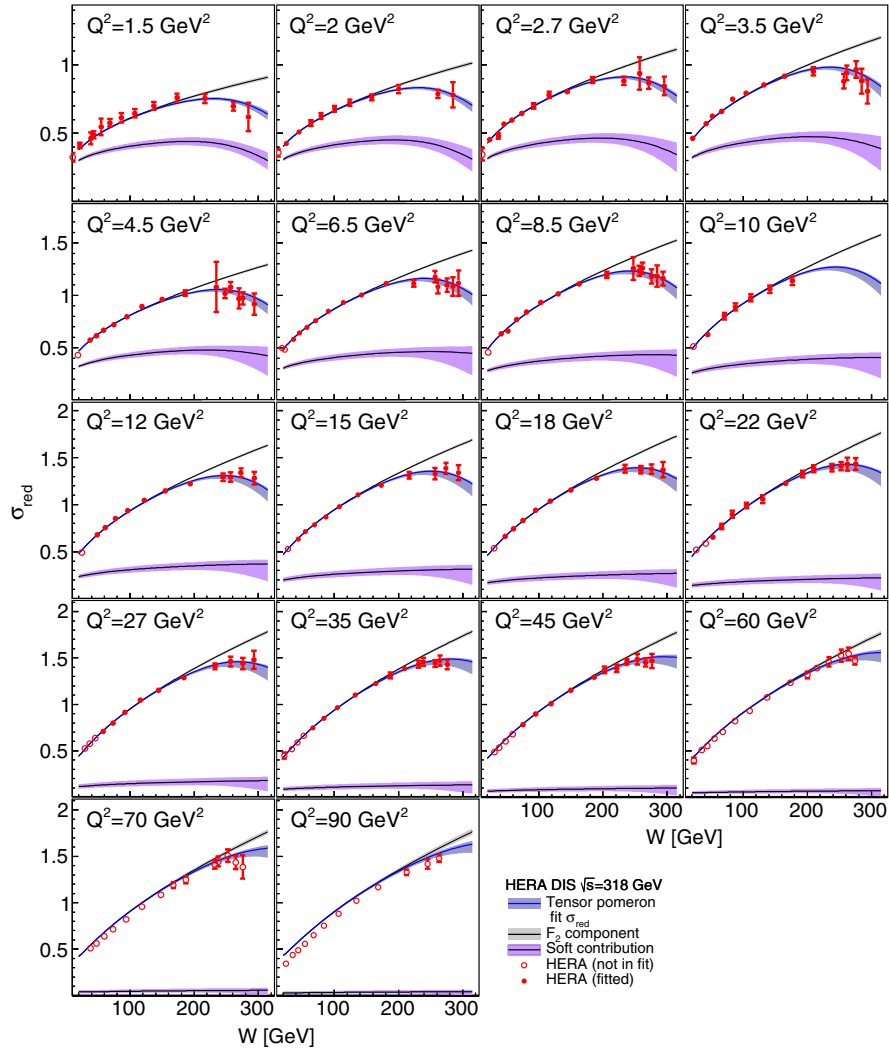 Q²=1.5 GeV² Q²=2 GeV² Q²=2.7 GeV² Q²=3.5 GeV²
1
0.5
Q²=4.5 GeV² Q²=6.5 GeV² Q²=8.5 GeV² Q²=10 GeV²
1.5
1
0.5
2
Q²=12 GeV² Q²=15 GeV² Q²=18 GeV² Q²=22 GeV²
1.5
σred
1
0.5
2
Q²=27 GeV² Q²=35 GeV² Q²=45 GeV² Q²=60 GeV²
1.5
1
0.5
2
Q²=70 GeV² Q²=90 GeV² 100 200 300 100 200 300
W [GeV]
1.5
1
HERA DIS √s=318 GeV
Tensor pomeron
fit σred
F₂ component
0.5
Soft contribution
HERA (not in fit)
HERA (fitted)
100 200 300 100 200 300
W [GeV]